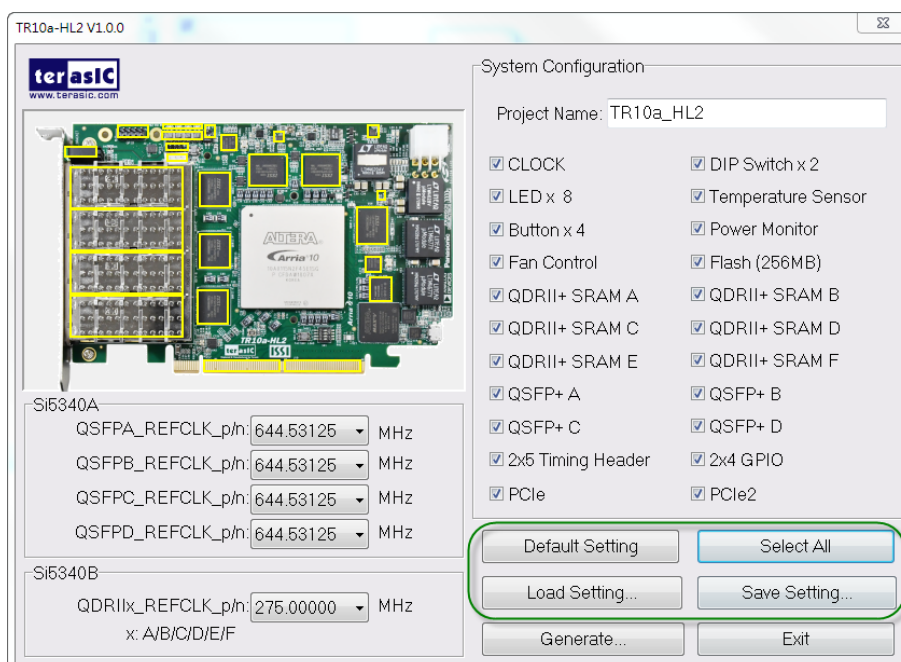 TR10a-HL2 V1.0.0
terasIC
www.terasic.com
ALTERA
Arria 10
TR10a-HL2
terasIC ISSI
Si5340A
QSFPA_REFCLK_p/n: 644.53125 MHz
QSFPB_REFCLK_p/n: 644.53125 MHz
QSFPC_REFCLK_p/n: 644.53125 MHz
QSFPD_REFCLK_p/n: 644.53125 MHz
Si5340B
QDRIIx_REFCLK_p/n: 275.00000 MHz
x: A/B/C/D/E/F
System Configuration
Project Name: TR10a_HL2
CLOCK DIP Switch x 2
LED x 8 Temperature Sensor
Button x 4 Power Monitor
Fan Control Flash (256MB)
QDRII+ SRAM A QDRII+ SRAM B
QDRII+ SRAM C QDRII+ SRAM D
QDRII+ SRAM E QDRII+ SRAM F
QSFP+ A QSFP+ B
QSFP+ C QSFP+ D
2x5 Timing Header 2x4 GPIO
PCIe PCIe2
Default Setting Select All
Load Setting... Save Setting...
Generate... Exit